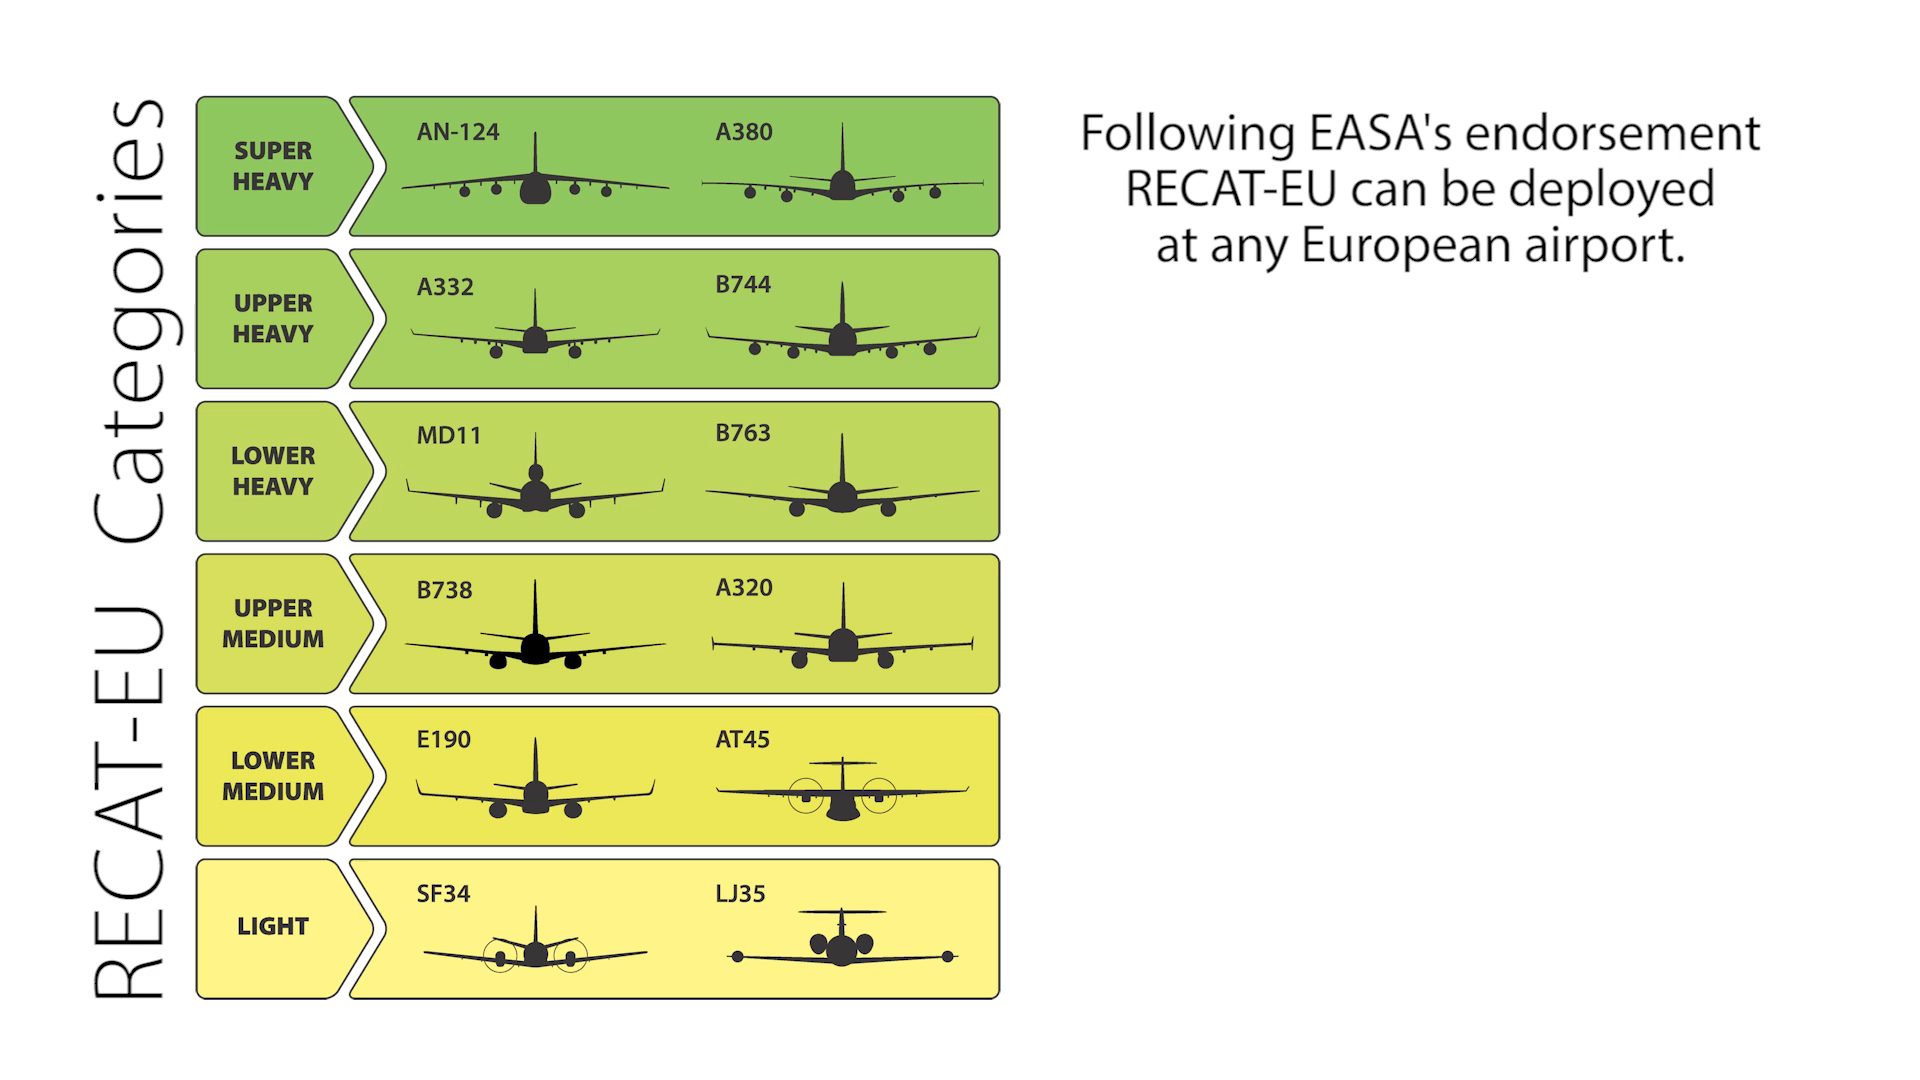 RECAT-EU Categories
SUPER
HEAVY
AN-124
A380
UPPER
HEAVY
A332
B744
LOWER
HEAVY
MD11
B763
UPPER
MEDIUM
B738
A320
LOWER
MEDIUM
E190
AT45
LIGHT
SF34
LJ35
Following EASA's endorsement
RECAT-EU can be deployed
at any European airport.